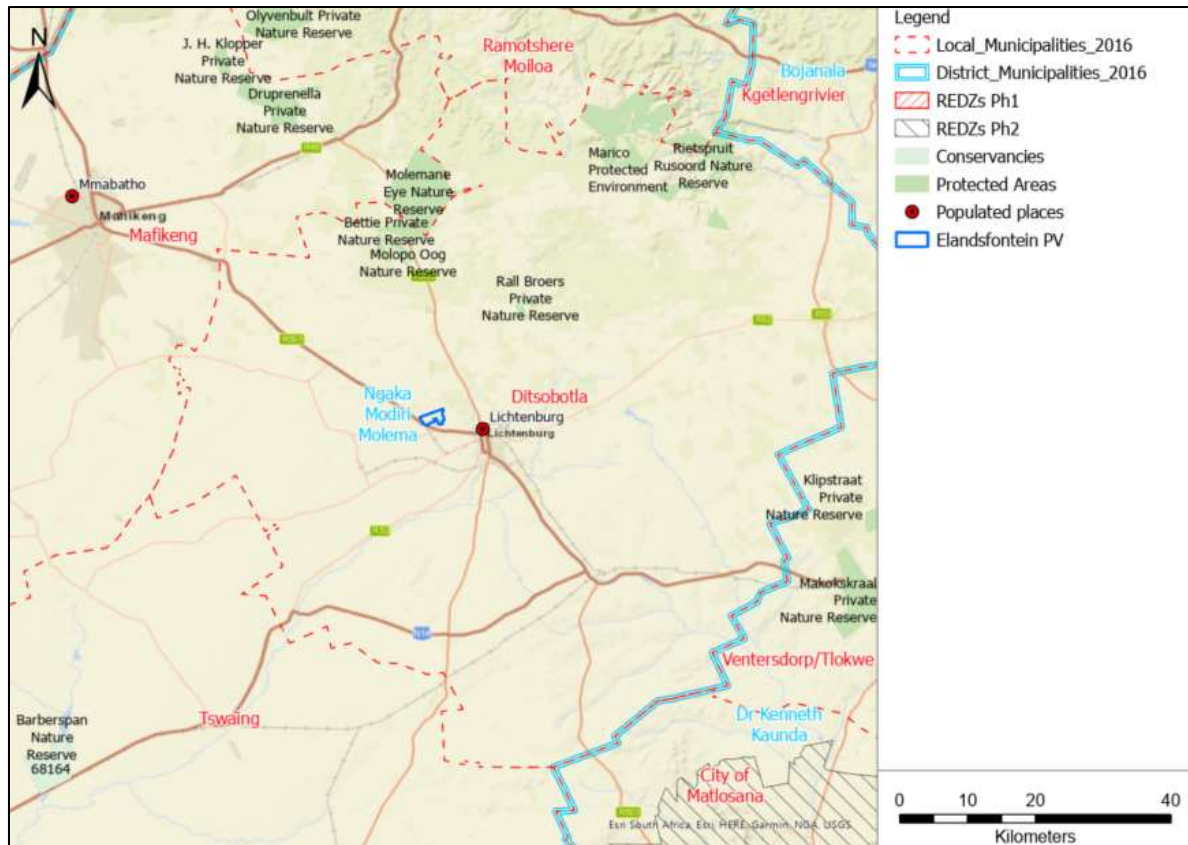 Olyvenbult Private
Nature Reserve
N
J. H. Klopper
Private
Nature Reserve
Druprenella
Private
Nature Reserve
Ramotshere
Moiloa
Bojanala
Kgetlengrivier
Mmabatho
Mahikeng
Mafikeng
Molemane
Eye Nature
Reserve
Bettie Private
Nature Reserve
Molopo Oog
Nature Reserve
Marico
Protected
Environment
Rietspruit
Rusoord Nature
Reserve
Rall Broers
Private
Nature Reserve
Ngaka
Modiri
Molema
Ditsobotla
Lichtenburg
Lichtenburg
Klipstraat
Private
Nature Reserve
Makokskraal
Private
Nature Reserve
Ventersdorp/Tlokwe
Dr Kenneth
Kaunda
City of
Matlosana
Tswaing
Barberspan
Nature
Reserve
68164
Esri South Africa, Esri, HERE, Garmin, NGA, USGS
Legend
Local_Municipalities_2016
District_Municipalities_2016
REDZs Ph1
REDZs Ph2
Conservancies
Protected Areas
Populated places
Elandsfontein PV
0 10 20 40
Kilometers